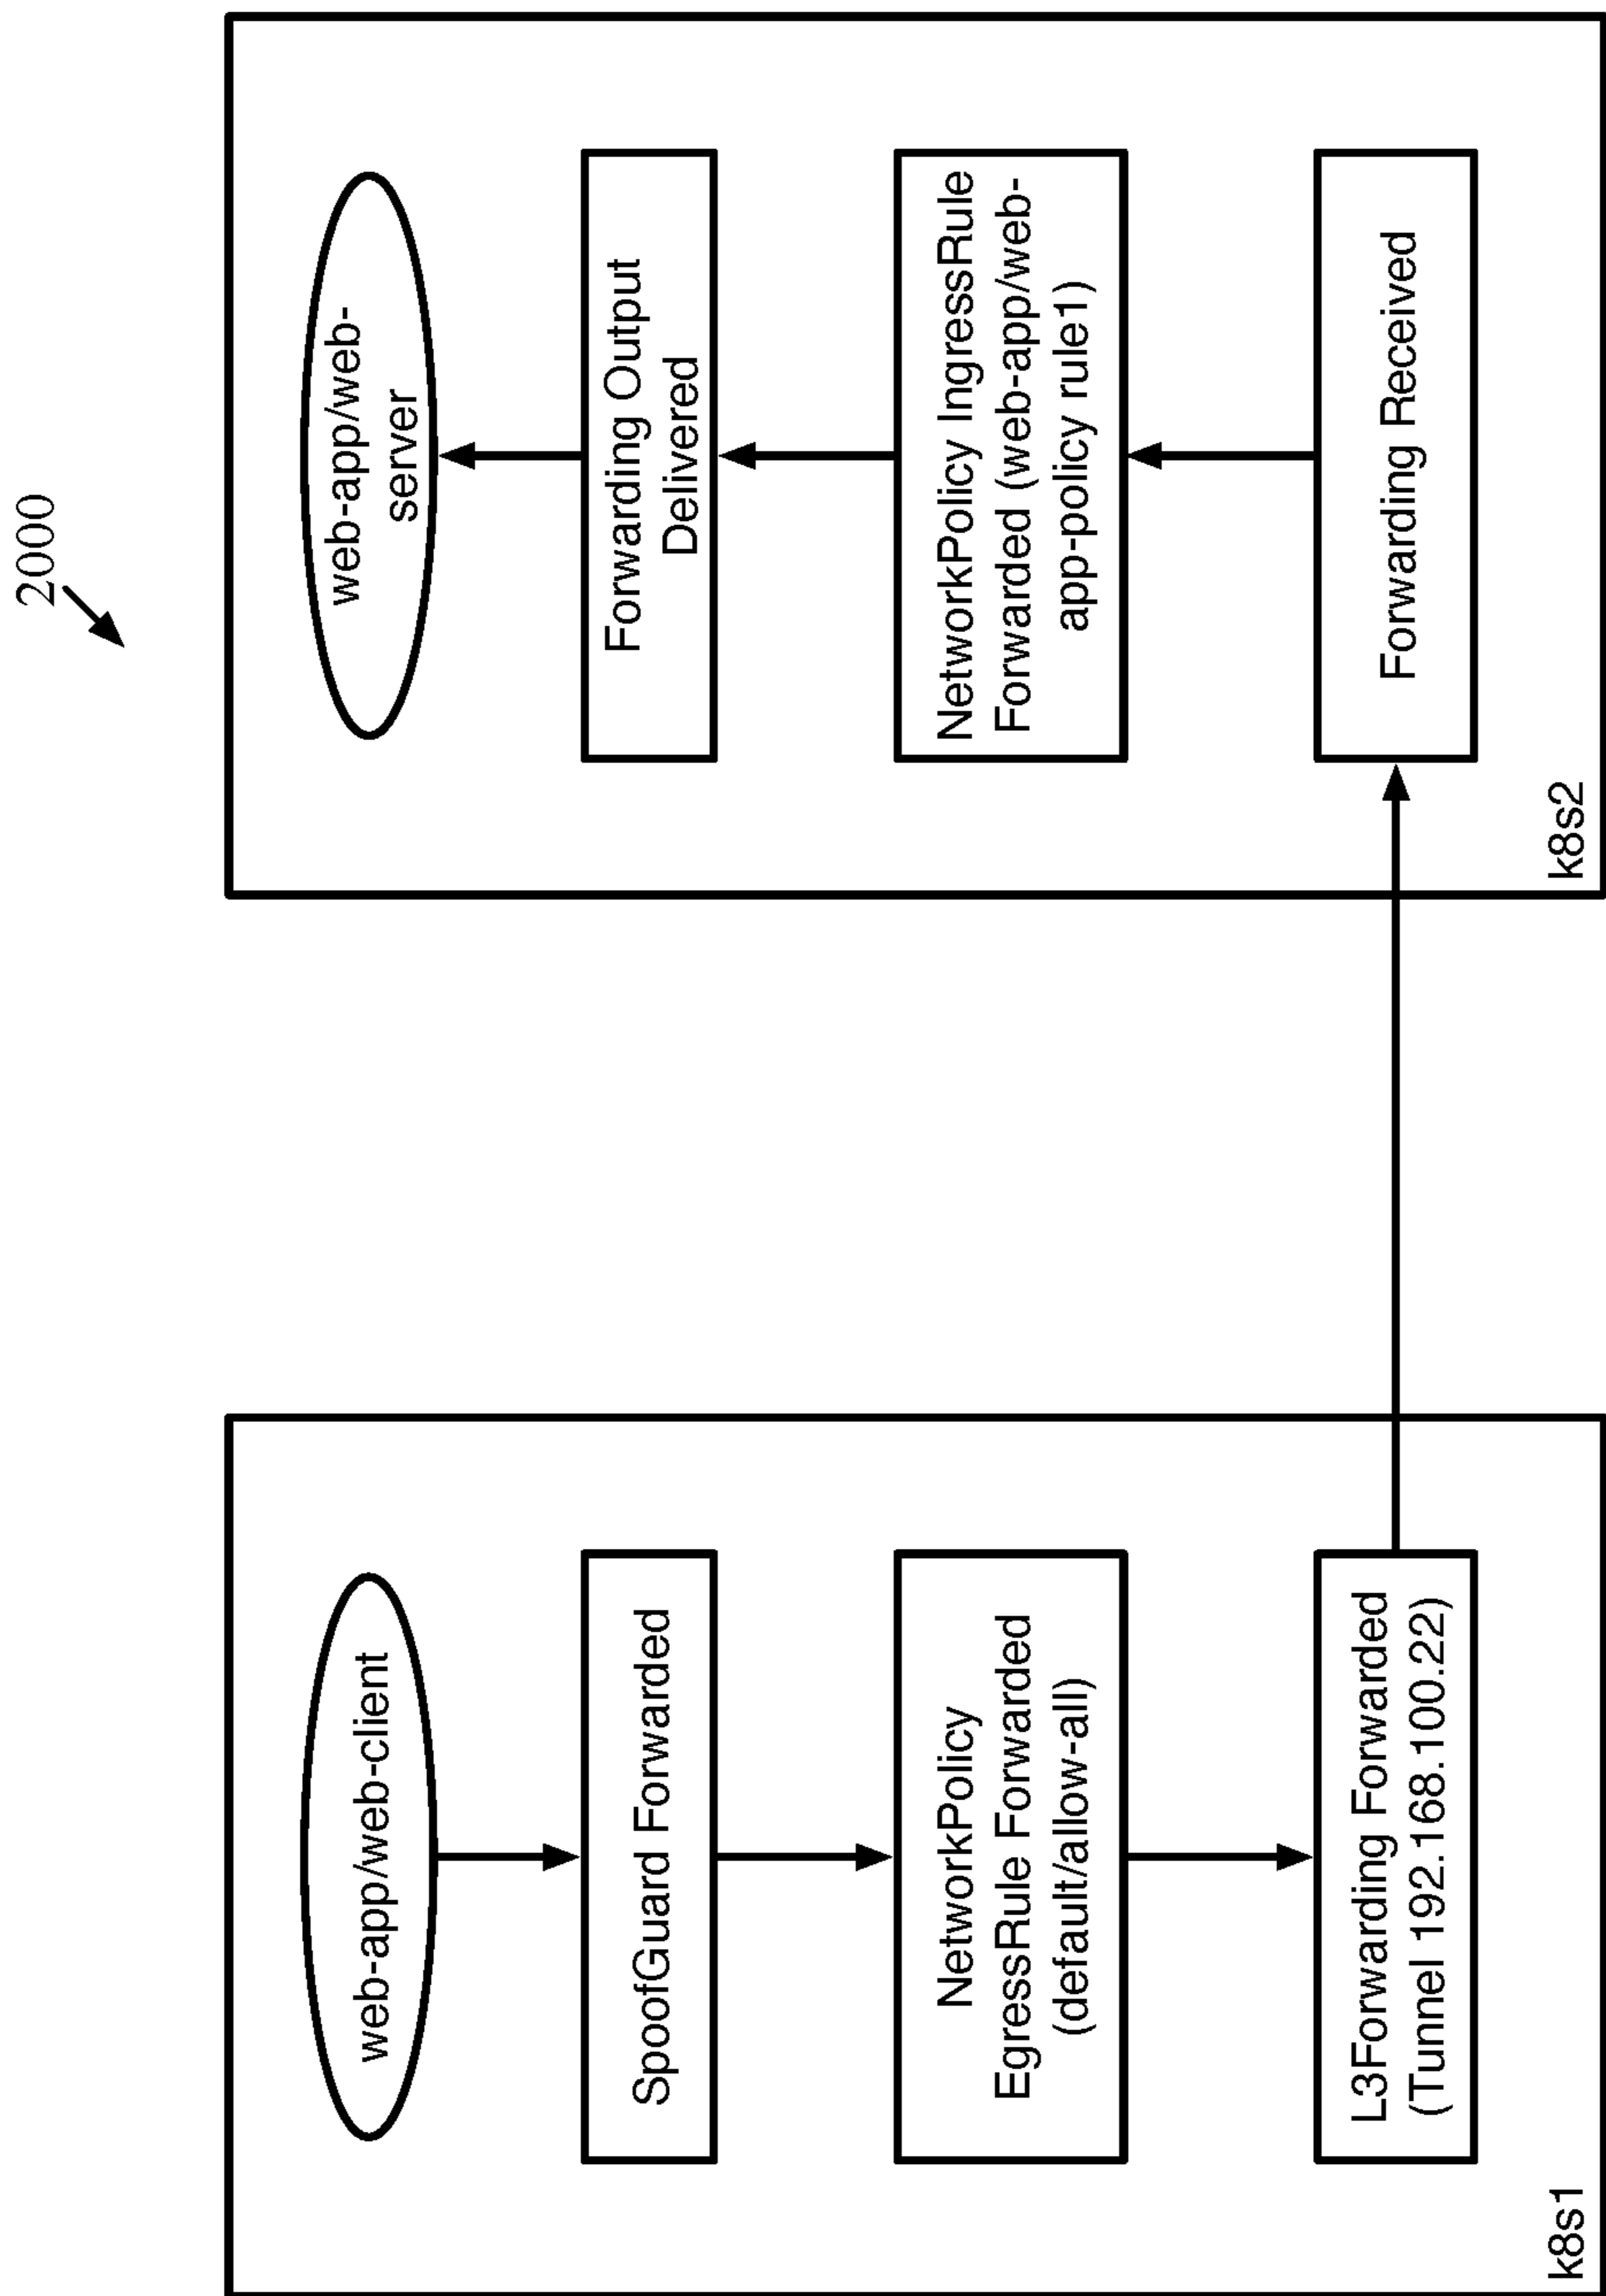 2000
web-app/web-client
SpoofGuard Forwarded
NetworkPolicy
EgressRule Forwarded
(default/allow-all)
L3Forwarding Forwarded
(Tunnel 192.168.100.22)
k8s1
web-app/web-
server
Forwarding Output
Delivered
NetworkPolicy IngressRule
Forwarded (web-app/web-
app-policy rule1)
Forwarding Received
k8s2